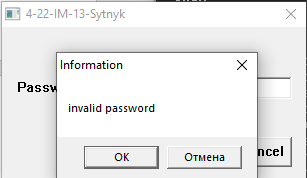 4-22-IM-13-Sytnyk
Information
Passw
invalid password
OK
Отмена
ncel